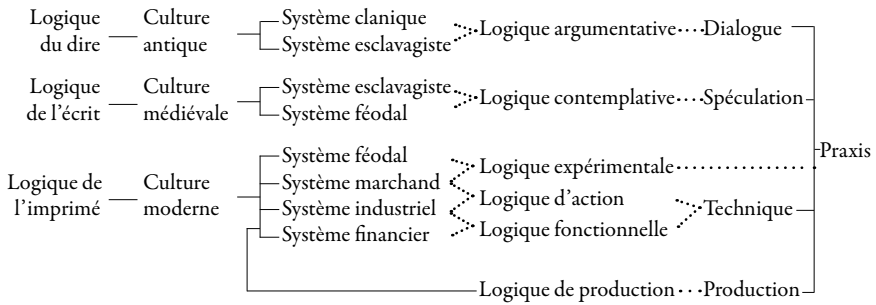 Logique du dire
Culture antique
Système clanique
Système esclavagiste
Logique argumentative
Dialogue
Logique de l'écrit
Culture médiévale
Système esclavagiste
Système féodal
Logique contemplative
Spéculation
Logique de l'imprimé
Culture moderne
Système féodal
Système marchand
Système industriel
Système financier
Logique expérimentale
Logique d'action
Logique fonctionnelle
Technique
Logique de production
Production
Praxis